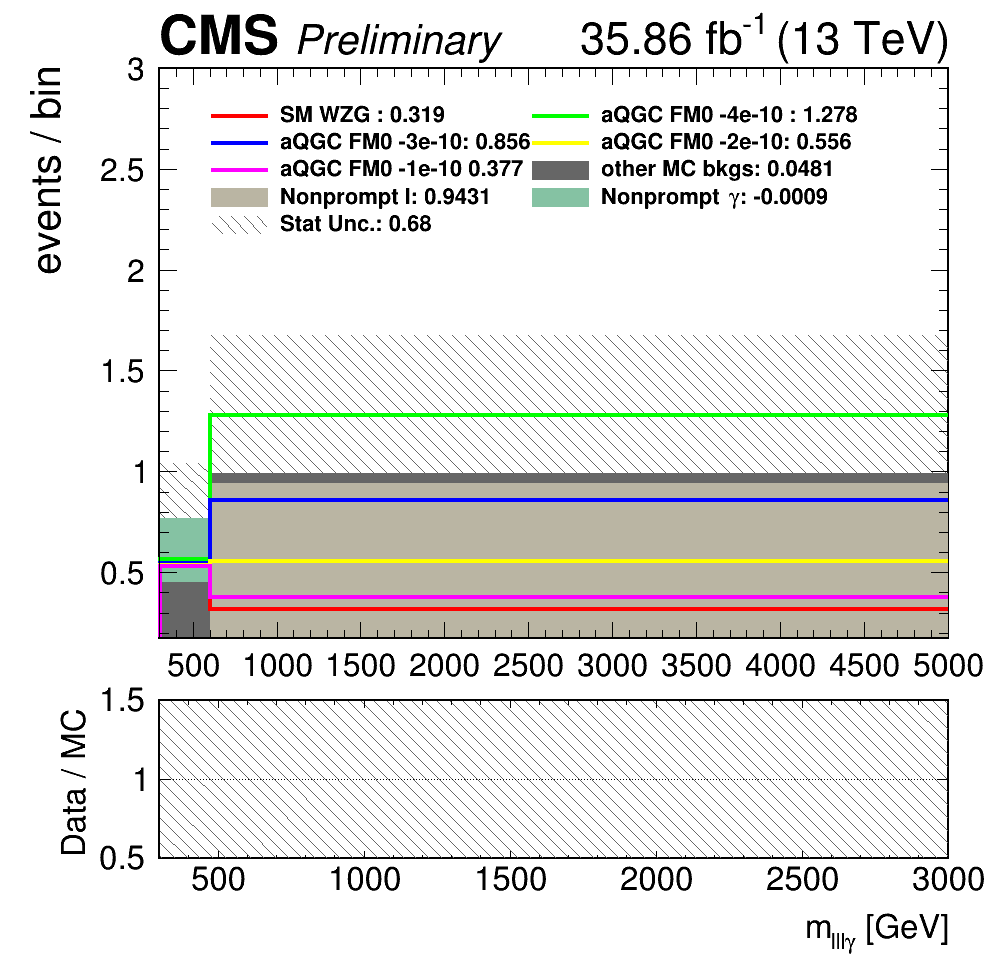 CMS Preliminary 35.86 fb-1 (13 TeV)
events / bin
3
2.5
2
1.5
1
0.5
SM WZG : 0.319
aQGC FM0 -4e-10 : 1.278
aQGC FM0 -3e-10: 0.856
aQGC FM0 -2e-10: 0.556
aQGC FM0 -1e-10 0.377
other MC bkgs: 0.0481
Nonprompt l: 0.9431
Nonprompt γ: -0.0009
Stat Unc.: 0.68
500 1000 1500 2000 2500 3000 3500 4000 4500 5000
Data / MC
1.5
1
0.5
500 1000 1500 2000 2500 3000
mlllγ [GeV]